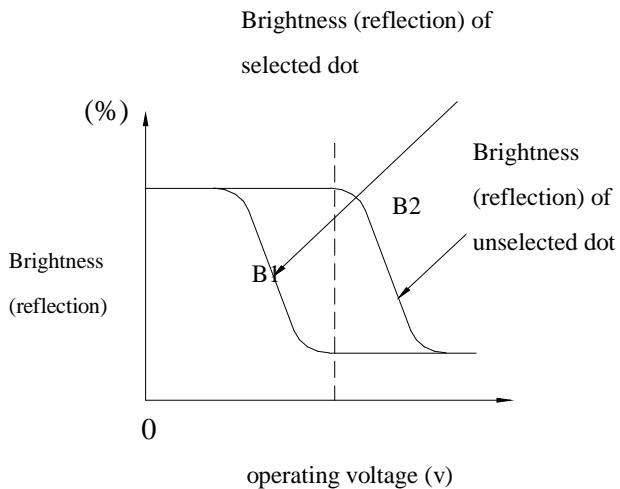 Brightness (reflection) of
selected dot
(%)
Brightness
(reflection) of
unselected dot
B2
B1
Brightness
(reflection)
0
operating voltage (v)